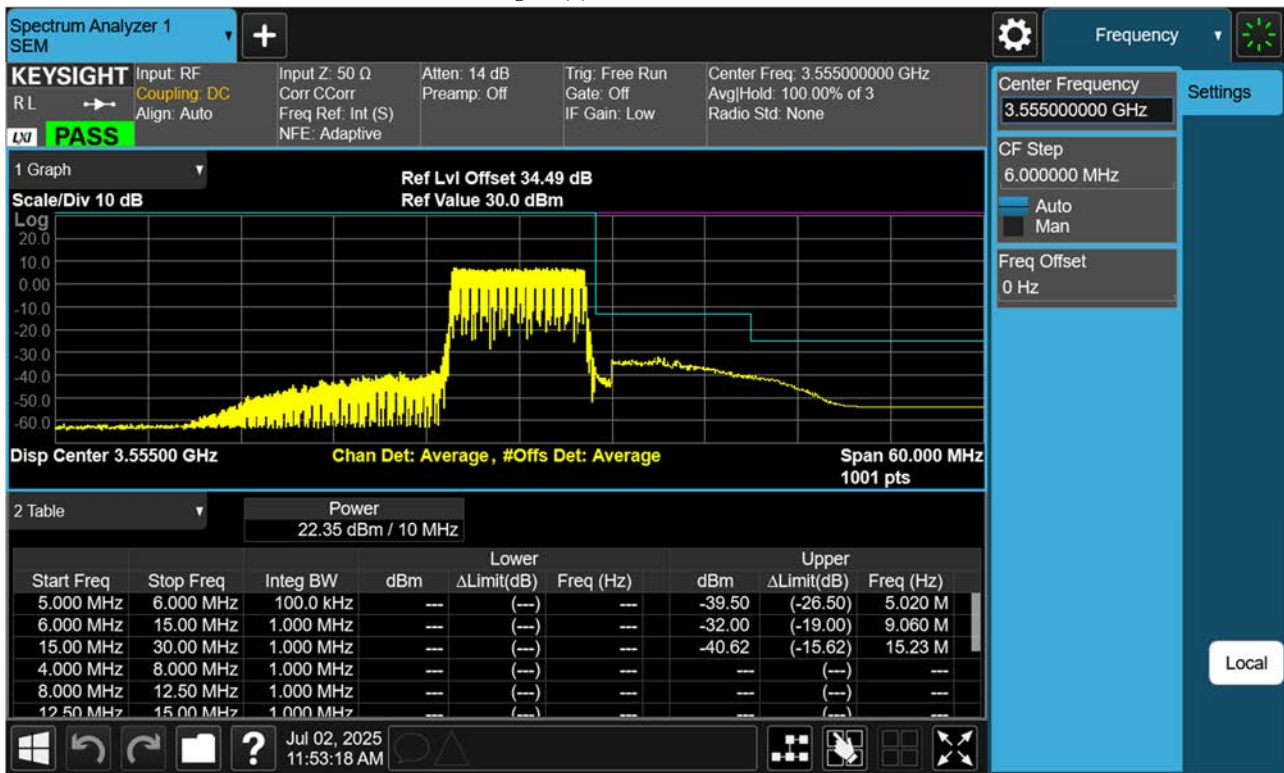 Spectrum Analyzer 1
SEM
Frequency
KEYSIGHT
RL
LXI
PASS
Input: RF
Coupling: DC
Align: Auto
Input Z: 50 Ω
Corr CCorr
Freq Ref: Int (S)
NFE: Adaptive
Atten: 14 dB
Preamp: Off
Trig: Free Run
Gate: Off
IF Gain: Low
Center Freq: 3.555000000 GHz
Avg|Hold: 100.00% of 3
Radio Std: None
Center Frequency
3.555000000 GHz
Settings
CF Step
6.000000 MHz
Auto
Man
Freq Offset
0 Hz
Local
1 Graph
Scale/Div 10 dB
Ref Lvl Offset 34.49 dB
Ref Value 30.0 dBm
Log
20.0
10.0
0.00
-10.0
-20.0
-30.0
-40.0
-50.0
-60.0
Disp Center 3.55500 GHz
Chan Det: Average, #Offs Det: Average
Span 60.000 MHz
1001 pts
2 Table
Power
22.35 dBm / 10 MHz
Lower Upper
Start Freq Stop Freq Integ BW dBm ΔLimit(dB) Freq (Hz) dBm ΔLimit(dB) Freq (Hz)
5.000 MHz 6.000 MHz 100.0 kHz --- (---) --- -39.50 (-26.50) 5.020 M
6.000 MHz 15.00 MHz 1.000 MHz --- (---) --- -32.00 (-19.00) 9.060 M
15.00 MHz 30.00 MHz 1.000 MHz --- (---) --- -40.62 (-15.62) 15.23 M
4.000 MHz 8.000 MHz 1.000 MHz --- (---) --- --- (---) ---
8.000 MHz 12.50 MHz 1.000 MHz --- (---) --- --- (---) ---
12.50 MHz 15.00 MHz 1.000 MHz --- (---) --- --- (---) ---
?
Jul 02, 2025
11:53:18 AM